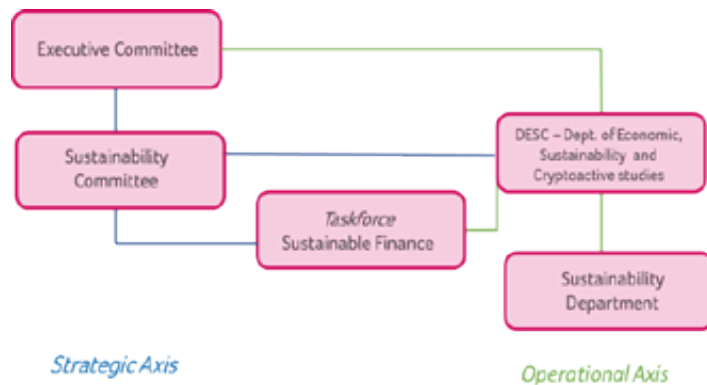 Executive Committee
DESC – Dept. of Economic,
Sustainability and
Cryptoactive studies
Sustainability
Committee
Taskforce
Sustainable Finance
Sustainability
Department
Strategic Axis
Operational Axis